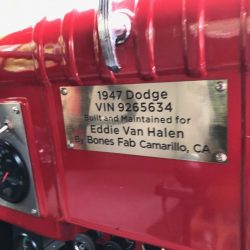 1947 Dodge
VIN 9265634
Built and Maintained for
Eddie Van Halen
By Bones Fab Camarillo, CA